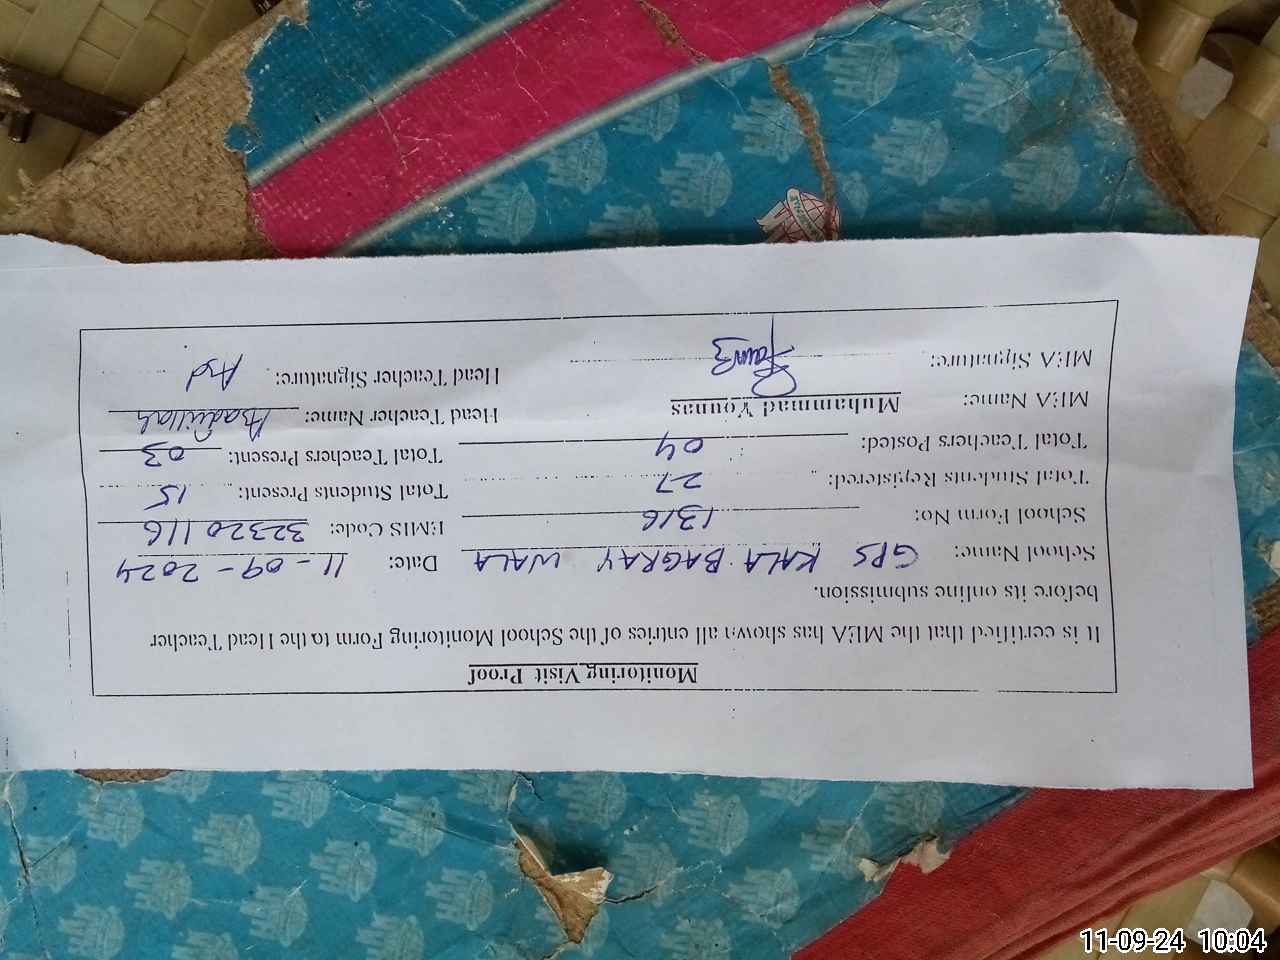 Monitoring Visit Proof
It is certified that the MEA has shown all entries of the School Monitoring Form to the Head Teacher
before its online submission.
School Name: GPS KALA BAGRAY WALA Date: 11-09-2024
School Form No: 1316 EMIS Code: 32320116
Total Students Registered: 27 Total Students Present: 15
Total Teachers Posted: 04 Total Teachers Present: 03
MEA Name: Muhammad Younas Head Teacher Name: Asadullah
MEA Signature: Head Teacher Signature: Asd
11-09-24 10:04